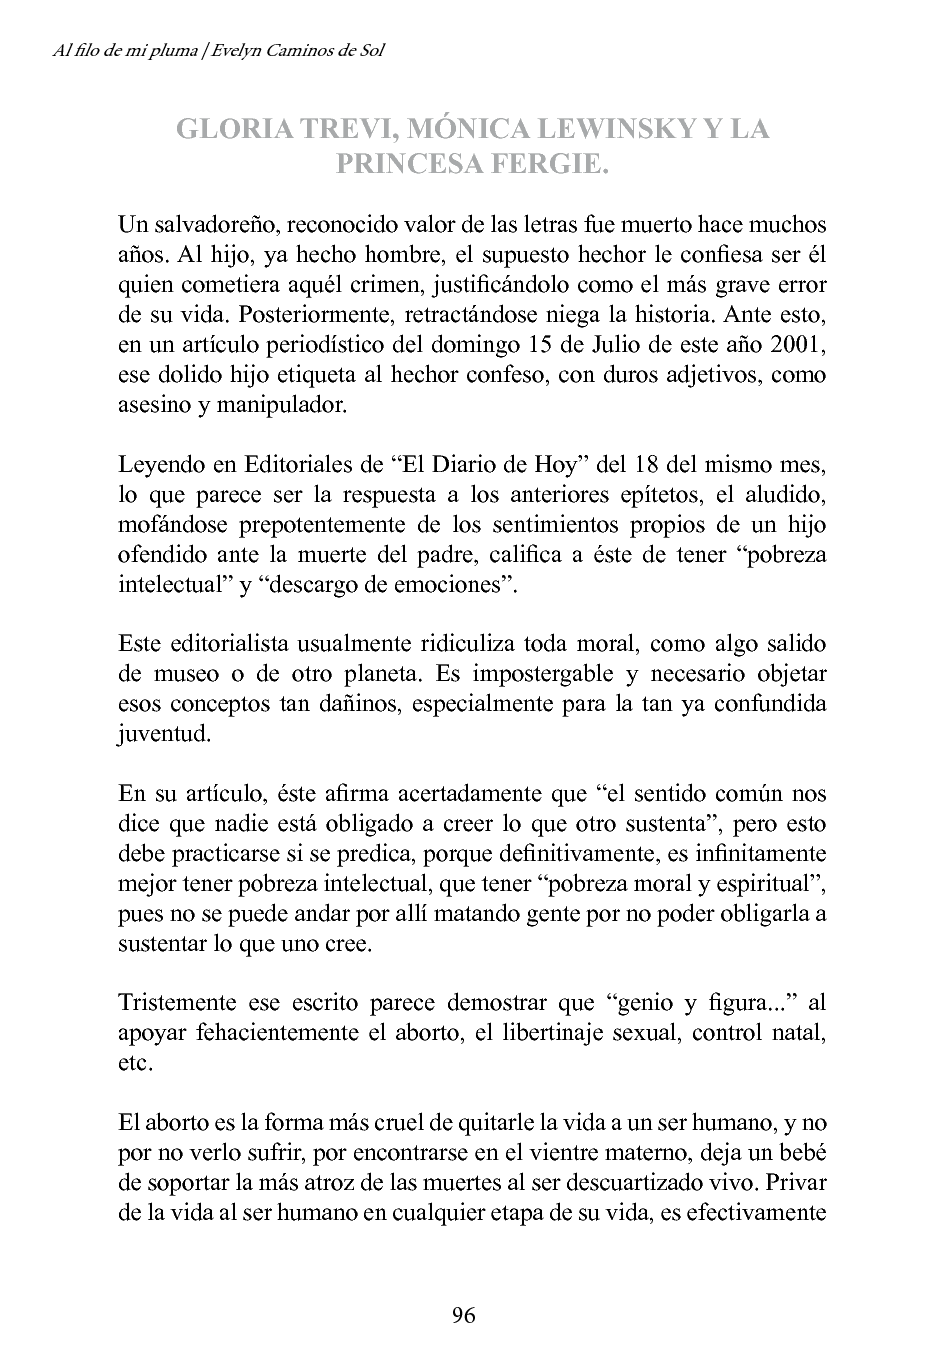 Al filo de mi pluma | Evelyn Caminos de Sol
GLORIA TREVI, MÓNICA LEWINSKY Y LA
PRINCESA FERGIE.
Un salvadoreño, reconocido valor de las letras fue muerto hace muchos
años. Al hijo, ya hecho hombre, el supuesto hechor le confiesa ser él
quien cometiera aquél crimen, justificándolo como el más grave error
de su vida. Posteriormente, retractándose niega la historia. Ante esto,
en un artículo periodístico del domingo 15 de Julio de este año 2001,
ese dolido hijo etiqueta al hechor confeso, con duros adjetivos, como
asesino y manipulador.
Leyendo en Editoriales de “El Diario de Hoy” del 18 del mismo mes,
lo que parece ser la respuesta a los anteriores epítetos, el aludido,
mofándose prepotentemente de los sentimientos propios de un hijo
ofendido ante la muerte del padre, califica a éste de tener “pobreza
intelectual” y “descargo de emociones”.
Este editorialista usualmente ridiculiza toda moral, como algo salido
de museo o de otro planeta. Es impostergable y necesario objetar
esos conceptos tan dañinos, especialmente para la tan ya confundida
juventud.
En su artículo, éste afirma acertadamente que “el sentido común nos
dice que nadie está obligado a creer lo que otro sustenta”, pero esto
debe practicarse si se predica, porque definitivamente, es infinitamente
mejor tener pobreza intelectual, que tener “pobreza moral y espiritual”,
pues no se puede andar por allí matando gente por no poder obligarla a
sustentar lo que uno cree.
Tristemente ese escrito parece demostrar que “genio y figura...” al
apoyar fehacientemente el aborto, el libertinaje sexual, control natal,
etc.
El aborto es la forma más cruel de quitarle la vida a un ser humano, y no
por no verlo sufrir, por encontrarse en el vientre materno, deja un bebé
de soportar la más atroz de las muertes al ser descuartizado vivo. Privar
de la vida al ser humano en cualquier etapa de su vida, es efectivamente
96